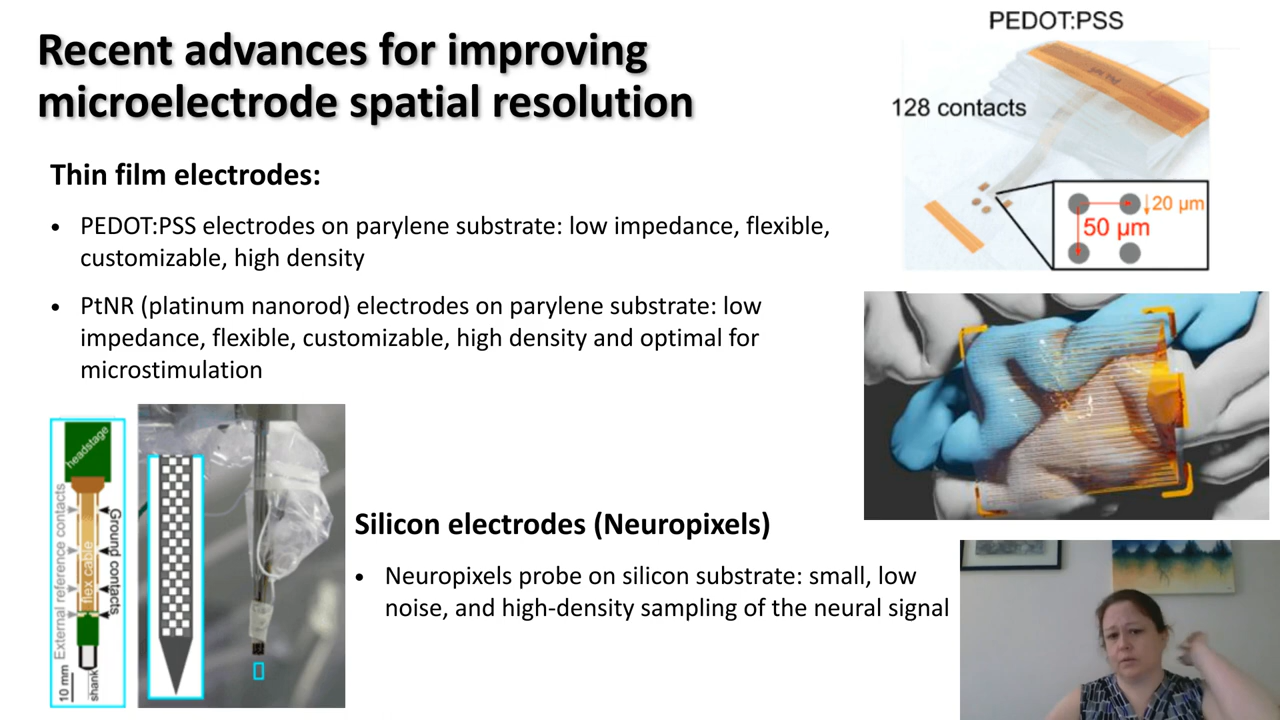 Recent advances for improving
microelectrode spatial resolution
Thin film electrodes:
• PEDOT:PSS electrodes on parylene substrate: low impedance, flexible,
customizable, high density
• PtNR (platinum nanorod) electrodes on parylene substrate: low
impedance, flexible, customizable, high density and optimal for
microstimulation
PEDOT:PSS
128 contacts
20 µm
50 µm
headstage
External reference contacts
flex cable
Ground contacts
10 mm
shank
Silicon electrodes (Neuropixels)
• Neuropixels probe on silicon substrate: small, low
noise, and high-density sampling of the neural signal